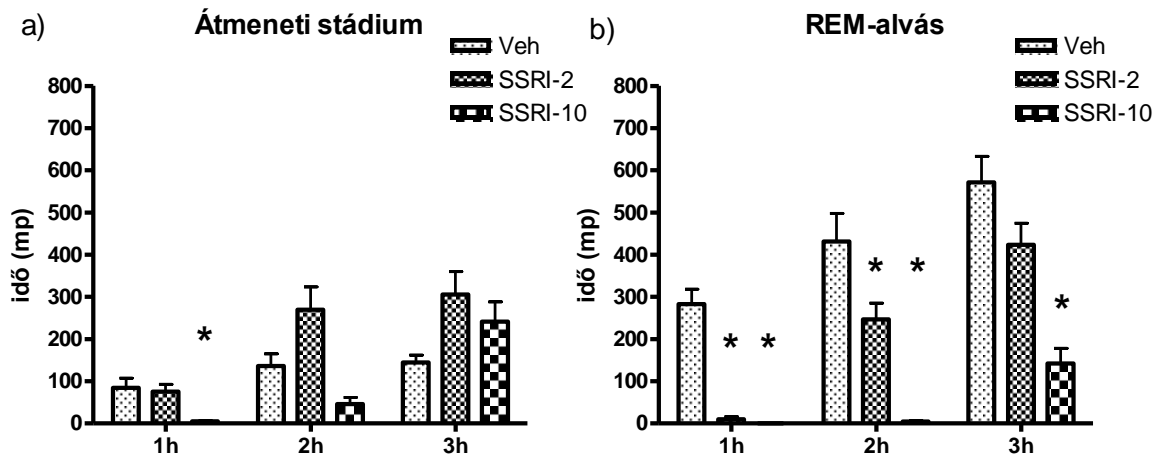 a)
Átmeneti stádium
Veh
SSRI-2
SSRI-10
800
700
600
500
400
300
200
100
0
idő (mp)
*
1h
2h
3h
b)
REM-alvás
Veh
SSRI-2
SSRI-10
800
700
600
500
400
300
200
100
0
idő (mp)
* *
* *
*
1h
2h
3h